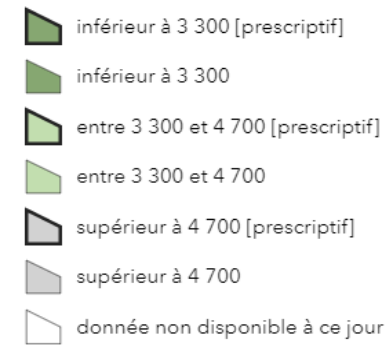 inférieur à 3 300 [prescriptif]
inférieur à 3 300
entre 3 300 et 4 700 [prescriptif]
entre 3 300 et 4 700
supérieur à 4 700 [prescriptif]
supérieur à 4 700
donnée non disponible à ce jour